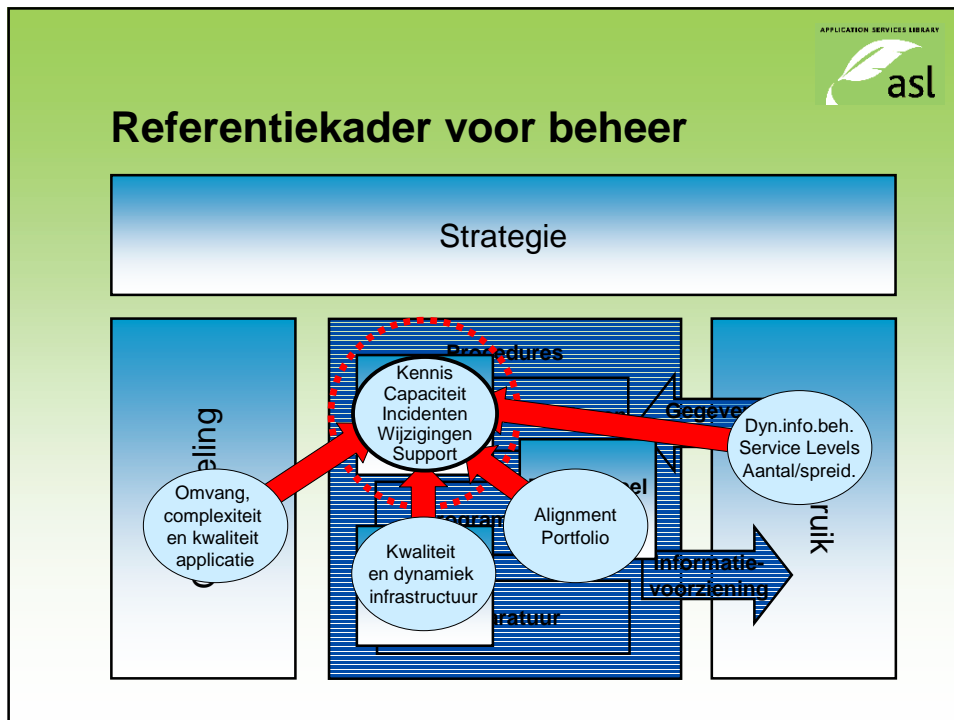 APPLICATION SERVICES LIBRARY
asl
Referentiekader voor beheer
Strategie
Procedures
Kennis
Capaciteit
Incidenten
Wijzigingen
Support
Dyn.info.beh.
Service Levels
Aantal/spreid.
Omvang,
complexiteit
en kwaliteit
applicatie
Alignment
Portfolio
Kwaliteit
en dynamiek
infrastructuur
Informatie-
voorziening